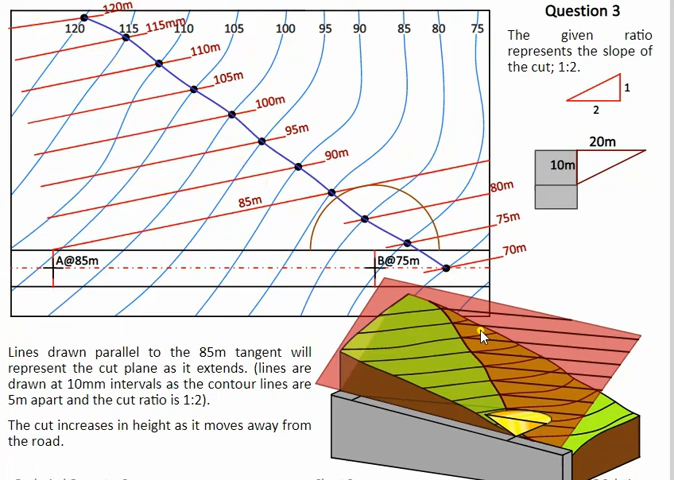 120m
120 115 110 105 100 95 90 85 80 75
115mm
110m
105m
100m
95m
90m
85m
80m
75m
70m
A@85m B@75m
Question 3
The given ratio
represents the slope of
the cut; 1:2.
1
2
20m
10m
Lines drawn parallel to the 85m tangent will
represent the cut plane as it extends. (lines are
drawn at 10mm intervals as the contour lines are
5m apart and the cut ratio is 1:2).
The cut increases in height as it moves away from
the road.